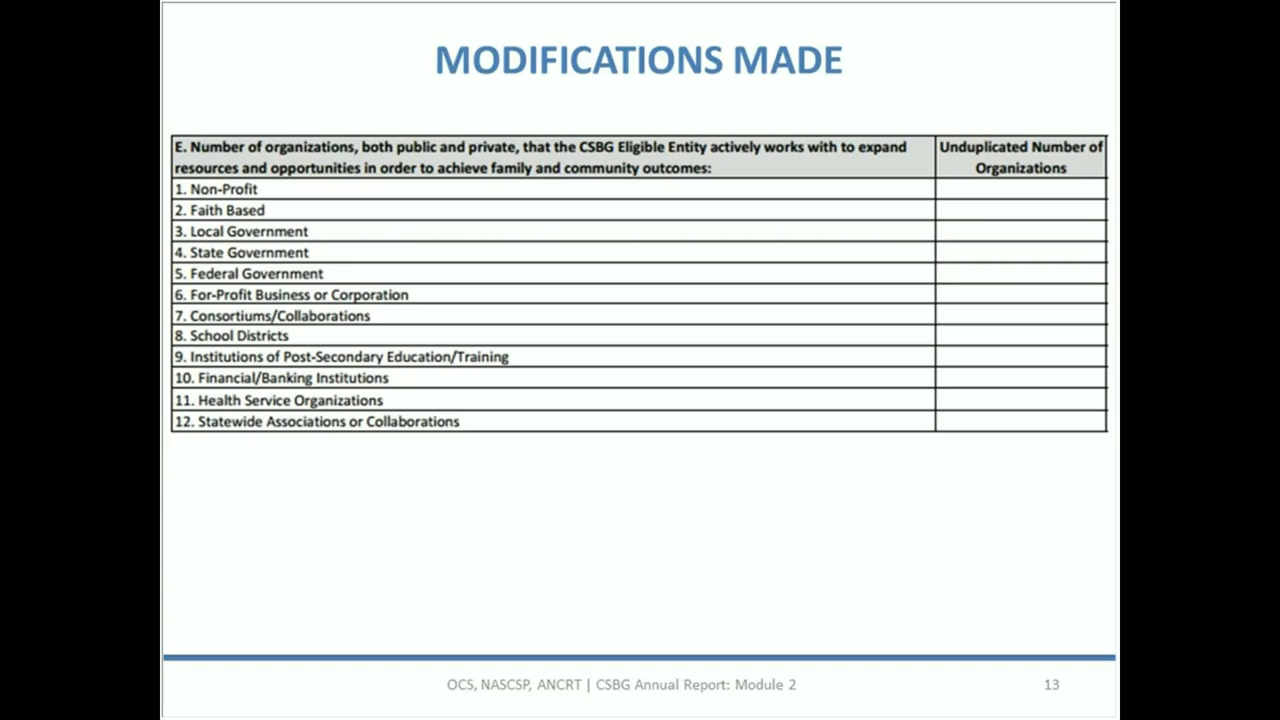 MODIFICATIONS MADE
E. Number of organizations, both public and private, that the CSBG Eligible Entity actively works with to expand
resources and opportunities in order to achieve family and community outcomes:
Unduplicated Number of
Organizations
1. Non-Profit
2. Faith Based
3. Local Government
4. State Government
5. Federal Government
6. For-Profit Business or Corporation
7. Consortiums/Collaborations
8. School Districts
9. Institutions of Post-Secondary Education/Training
10. Financial/Banking Institutions
11. Health Service Organizations
12. Statewide Associations or Collaborations
OCS, NASCSP, ANCRT | CSBG Annual Report: Module 2
13